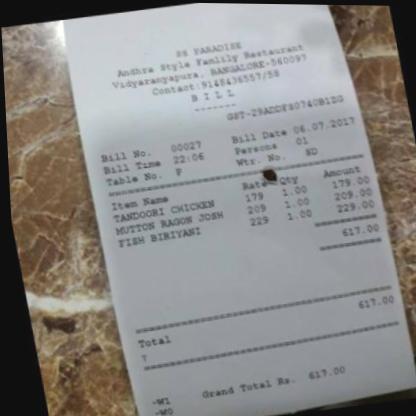 SS PARADISE
Andhra Style Family Restaurant
Vidyaranyapura, BANGALORE-560097
Contact:9148436557/58
B I L L
-------
GST-29ADDFS0740B1ZG
Bill No. 00027 Bill Date 06.07.2017
Bill Time 22:06 Persons 01
Table No. F Wtr. No. ND
Item Name Rate Qty Amount
TANDOORI CHICKEN 179 1.00 179.00
MUTTON RAGON JOSH 209 1.00 209.00
FISH BIRIYANI 229 1.00 229.00
617.00
Total 617.00
Grand Total Rs. 617.00
-W1
-W0